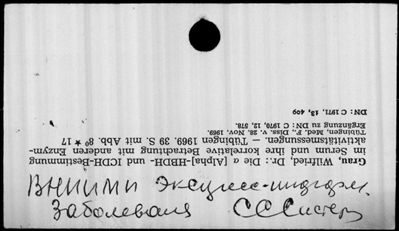 Grau, Wilfried, Dr.: Die α [Alpha]-HBDH- und ICDH-Bestimmung
im Serum und ihre korrelative Betrachtung mit anderen Enzym-
aktivitätsmessungen. — Tübingen 1969. 39 S. mit Abb. 8° ★ 17
Tübingen, Med. F., Diss. v. 28. Nov. 1969.
Ergänzung zu DN: C 1970, 12, 578.
DN: C 1971, 13, 409
ВНИИМИ Экспресс-информ.
Заболевания ССсистем